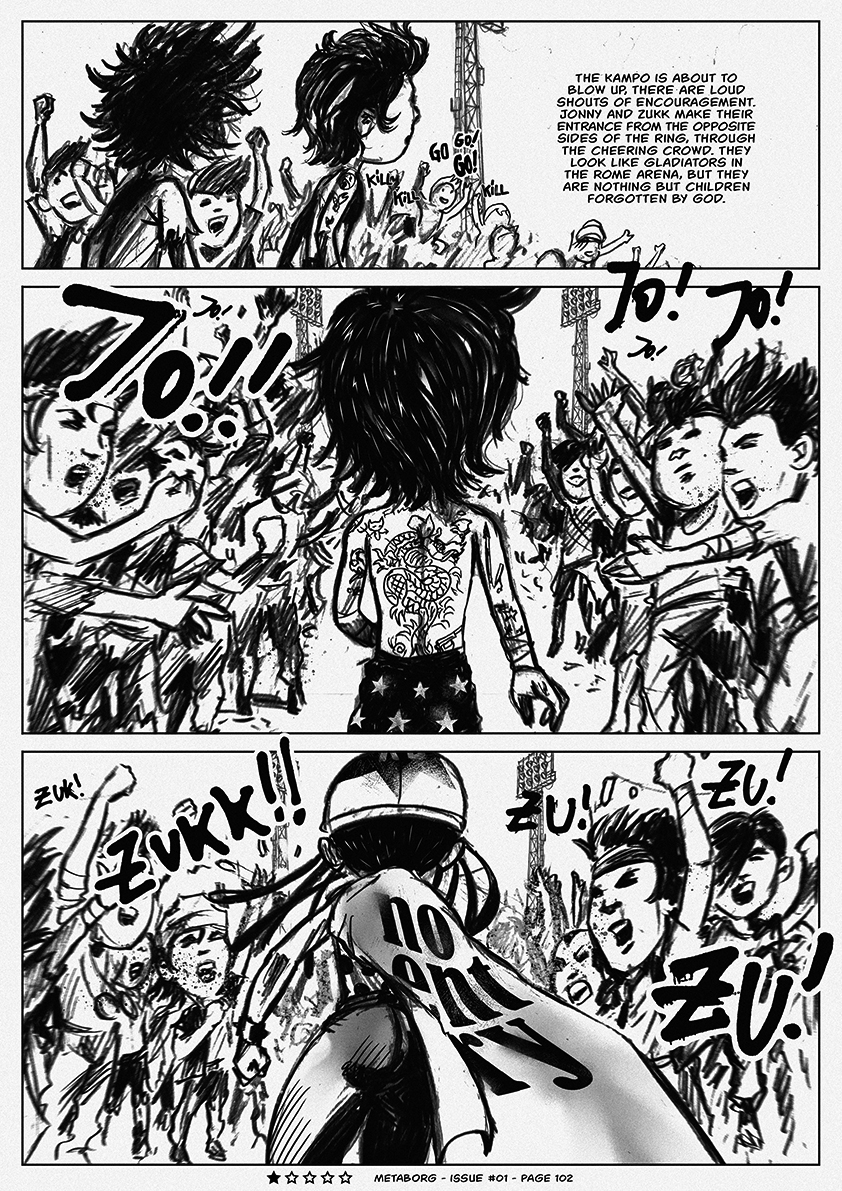 THE KAMPO IS ABOUT TO
BLOW UP, THERE ARE LOUD
SHOUTS OF ENCOURAGEMENT.
JONNY AND ZUKK MAKE THEIR
ENTRANCE FROM THE OPPOSITE
SIDES OF THE RING, THROUGH
THE CHEERING CROWD. THEY
LOOK LIKE GLADIATORS IN
THE ROME ARENA, BUT THEY
ARE NOTHING BUT CHILDREN
FORGOTTEN BY GOD.
GO GO!
GO!
KILL
KILL
KILL
JO!!
JO!
JO!
JO!
JO!
ZUK!
ZUKK!!
ZU!
ZU!
ZU!
no
ent
ry
METABORG - ISSUE #01 - PAGE 102